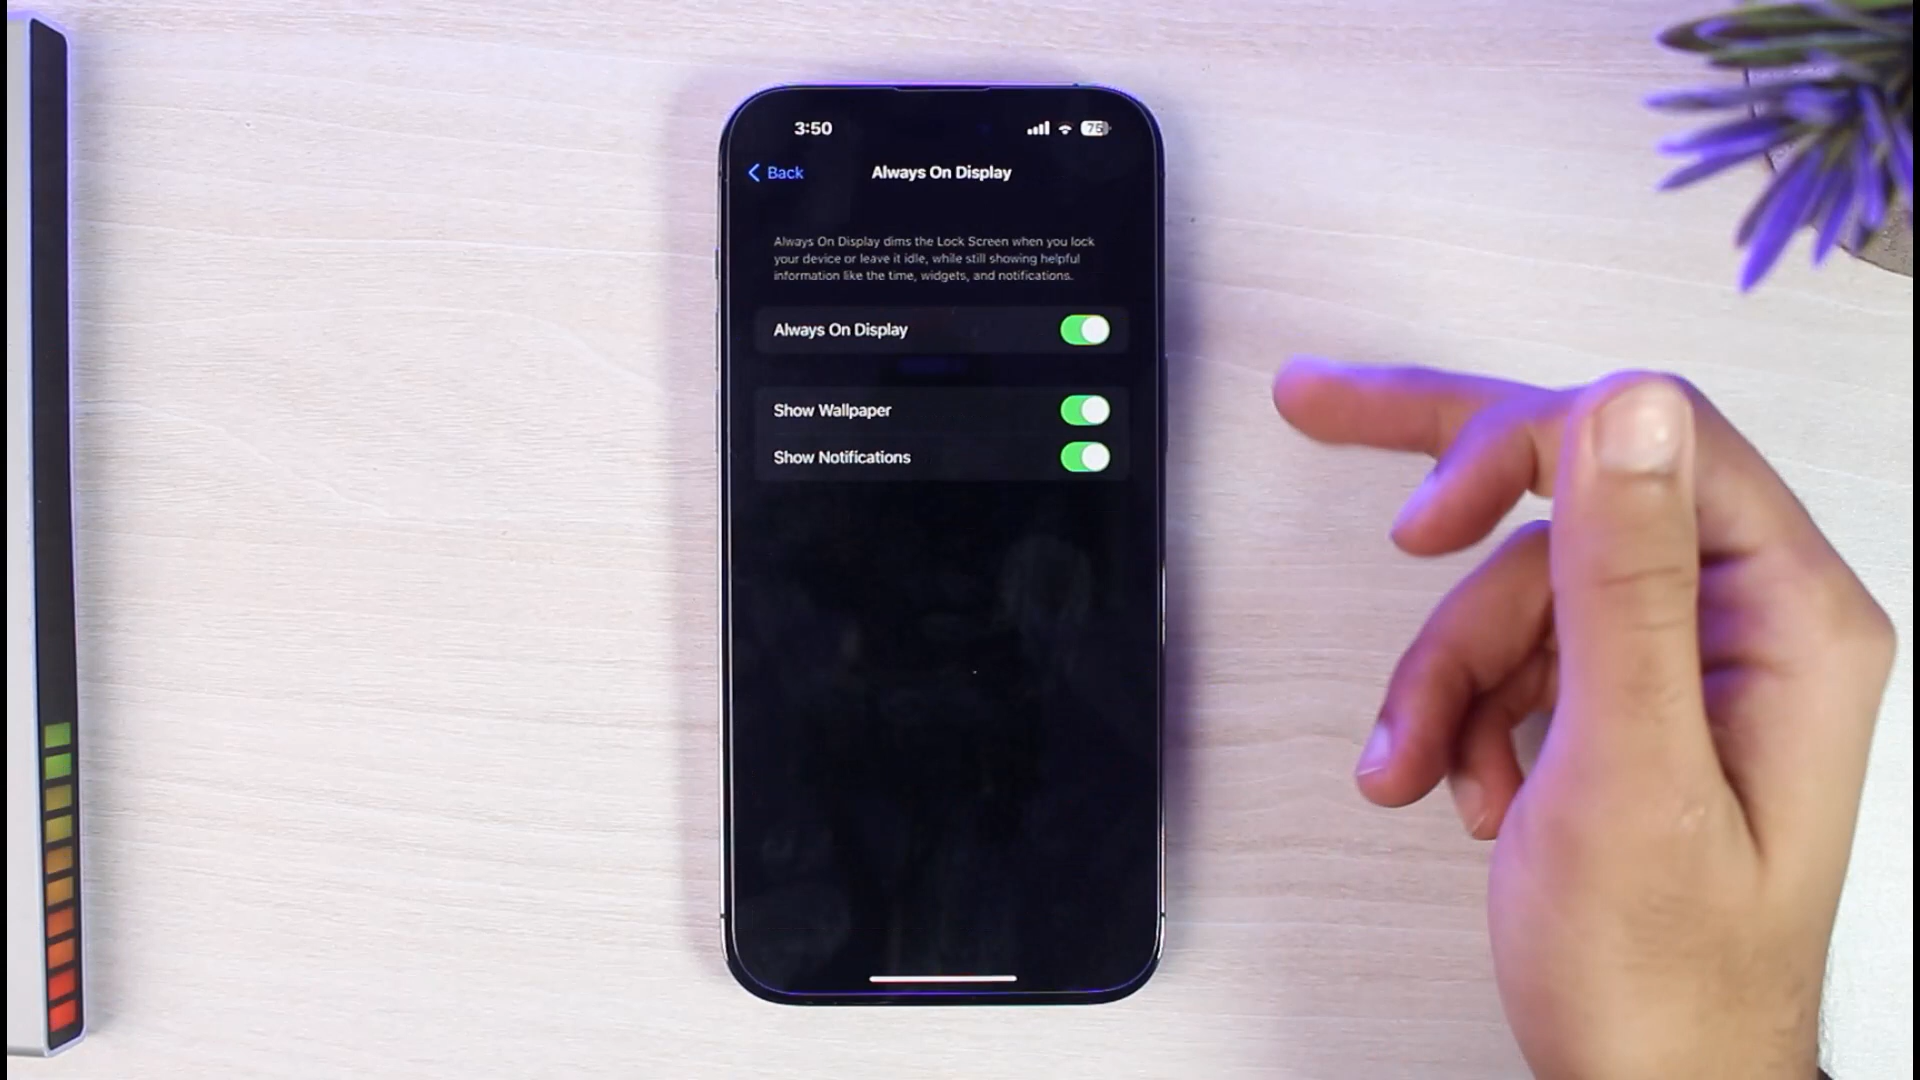 3:50
75
Back
Always On Display
Always On Display dims the Lock Screen when you lock
your device or leave it idle, while still showing helpful
information like the time, widgets, and notifications.
Always On Display
Show Wallpaper
Show Notifications